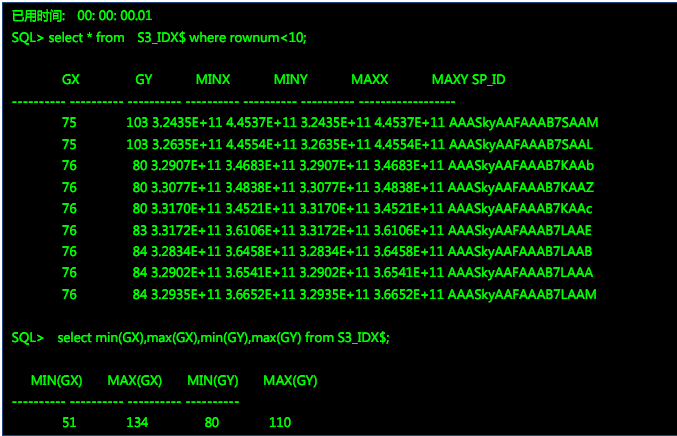 已用时间: 00: 00: 00.01
SQL> select * from S3_IDX$ where rownum<10;
GX GY MINX MINY MAXX MAXY SP_ID
---------- ---------- ---------- ---------- ---------- ---------- ------------------
75 103 3.2435E+11 4.4537E+11 3.2435E+11 4.4537E+11 AAASkyAAFAAAB7SAAM
75 103 3.2635E+11 4.4554E+11 3.2635E+11 4.4554E+11 AAASkyAAFAAAB7SAAL
76 80 3.2907E+11 3.4683E+11 3.2907E+11 3.4683E+11 AAASkyAAFAAAB7KAAb
76 80 3.3077E+11 3.4838E+11 3.3077E+11 3.4838E+11 AAASkyAAFAAAB7KAAZ
76 80 3.3170E+11 3.4521E+11 3.3170E+11 3.4521E+11 AAASkyAAFAAAB7KAAc
76 83 3.3172E+11 3.6106E+11 3.3172E+11 3.6106E+11 AAASkyAAFAAAB7LAAE
76 84 3.2834E+11 3.6458E+11 3.2834E+11 3.6458E+11 AAASkyAAFAAAB7LAAB
76 84 3.2902E+11 3.6541E+11 3.2902E+11 3.6541E+11 AAASkyAAFAAAB7LAAA
76 84 3.2935E+11 3.6652E+11 3.2935E+11 3.6652E+11 AAASkyAAFAAAB7LAAM
SQL> select min(GX),max(GX),min(GY),max(GY) from S3_IDX$;
MIN(GX) MAX(GX) MIN(GY) MAX(GY)
---------- ---------- ---------- ----------
51 134 80 110